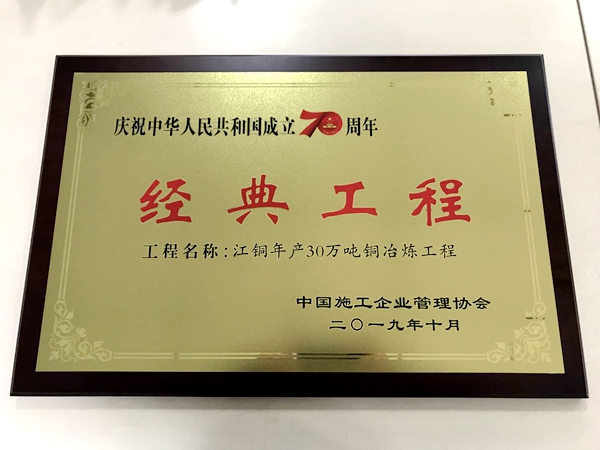 庆祝中华人民共和国成立70周年
经典工程
工程名称:江铜年产30万吨铜冶炼工程
中国施工企业管理协会
二〇一九年十月